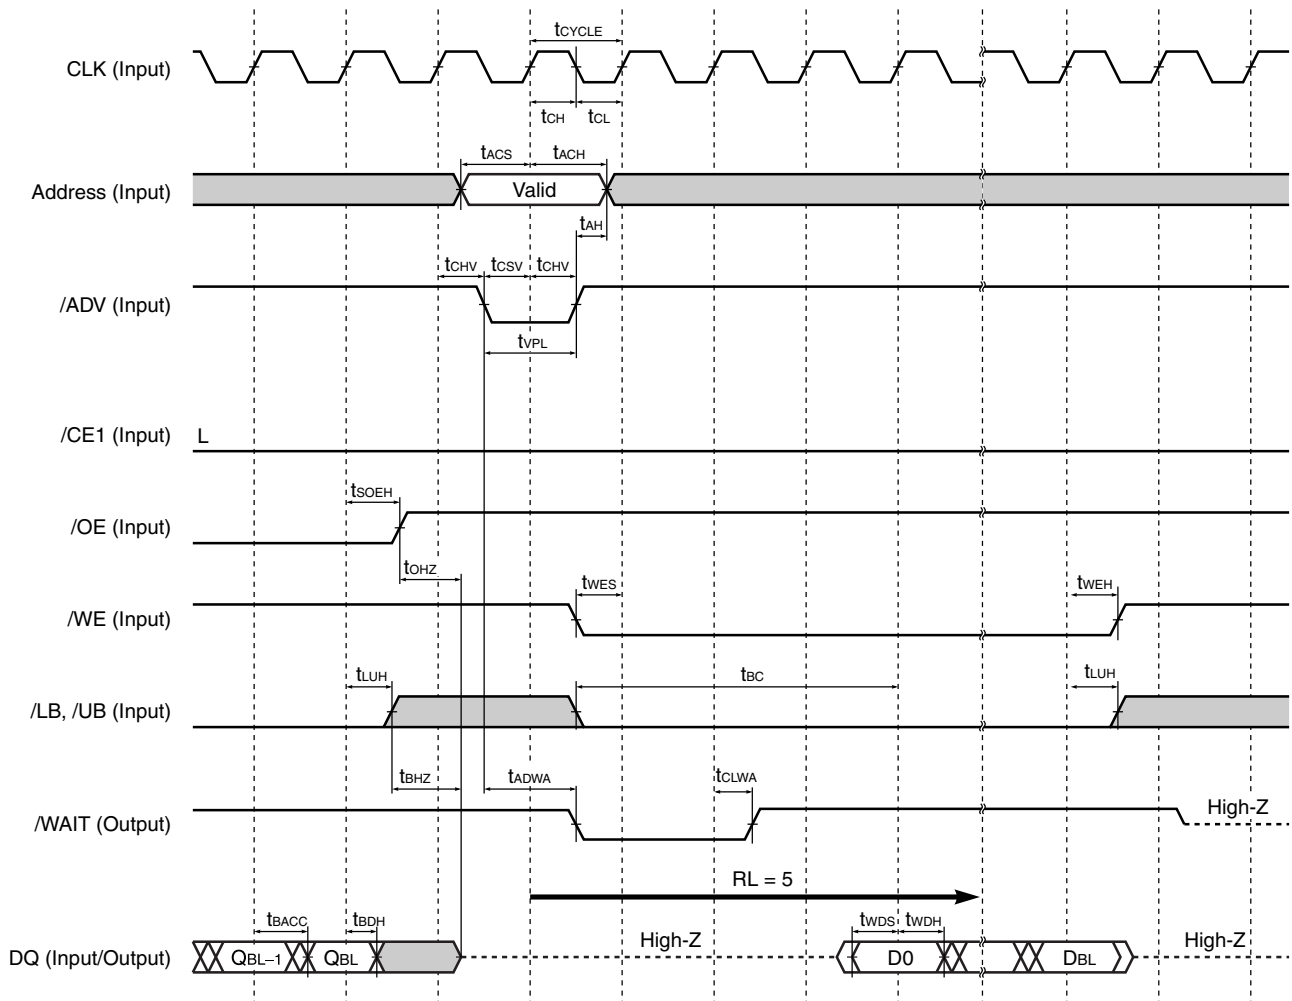 tCYCLE
CLK (Input)
tCH tCL
tACS tACH
Address (Input) Valid
tAH
tCHV tCSV tCHV
/ADV (Input)
tVPL
/CE1 (Input) L
tSOEH
/OE (Input)
tOHZ
tWES tWEH
/WE (Input)
tLUH tBC tLUH
/LB, /UB (Input)
tBHZ tADWA tCLWA
/WAIT (Output) High-Z
RL = 5
tBACC tBDH tWDS tWDH
DQ (Input/Output) QBL–1 QBL High-Z D0 DBL High-Z